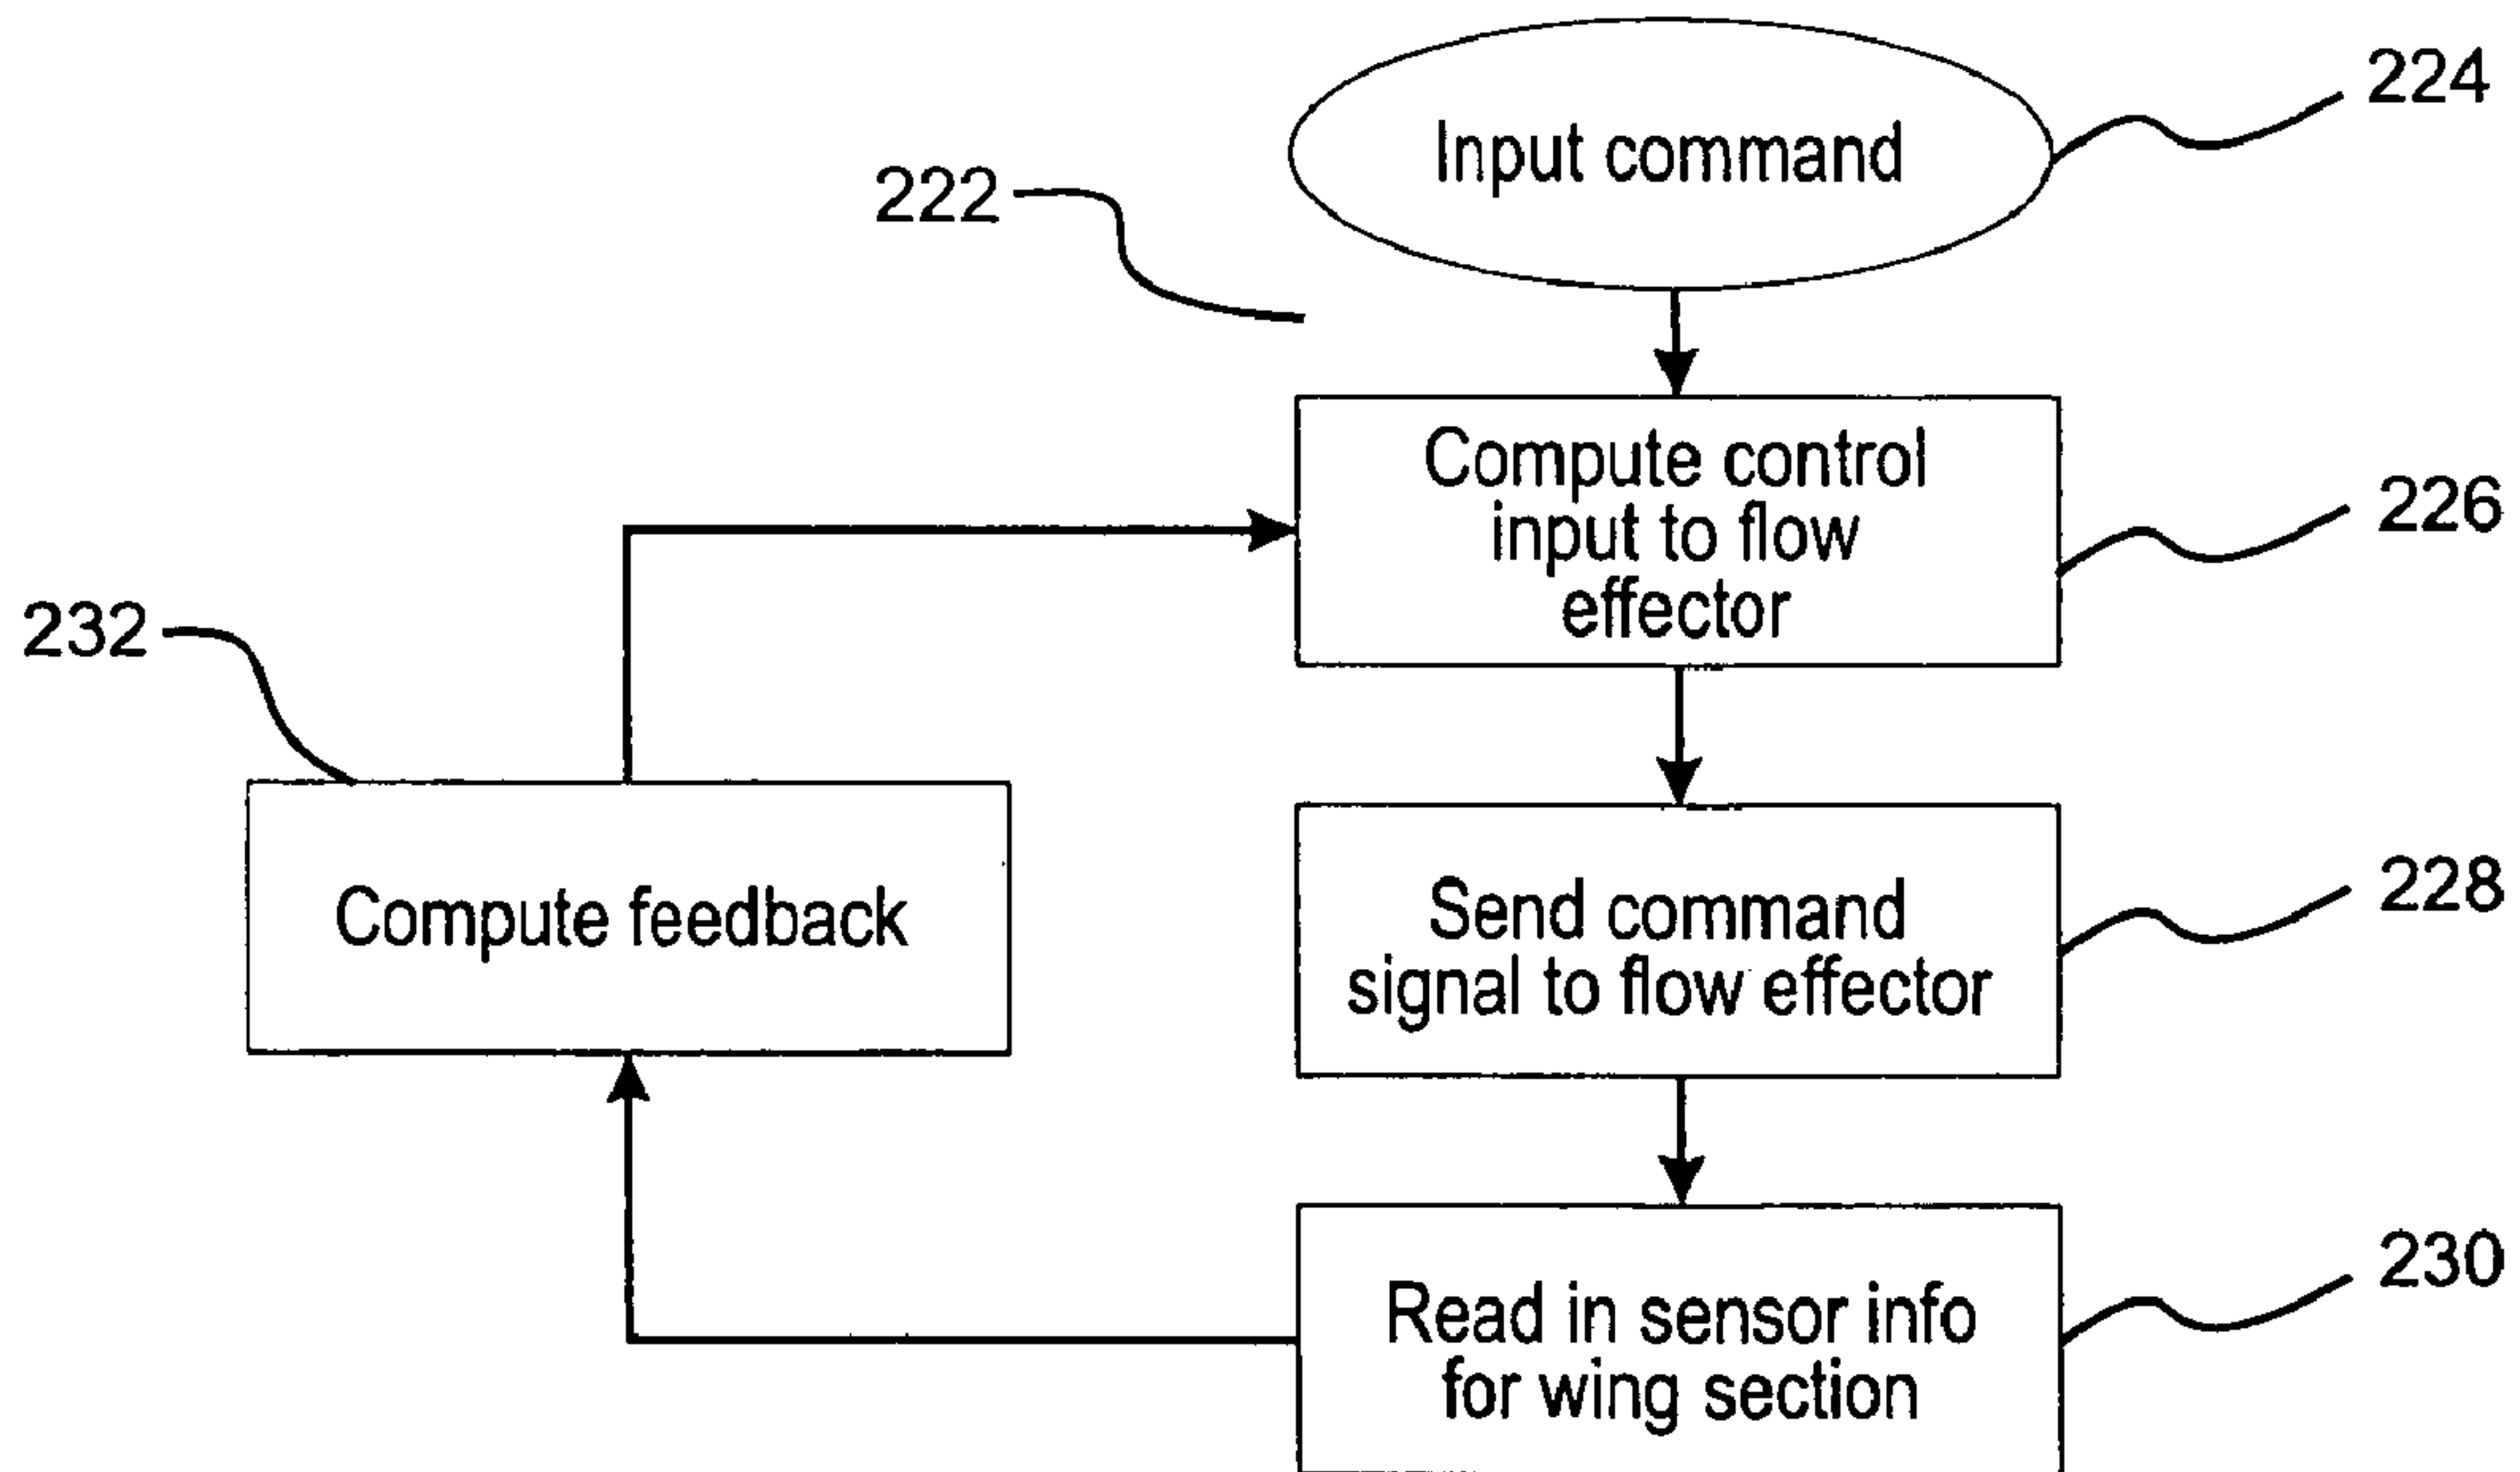 224
Input command
222
Compute control
input to flow
effector
226
232
Compute feedback
Send command
signal to flow effector
228
Read in sensor info
for wing section
230